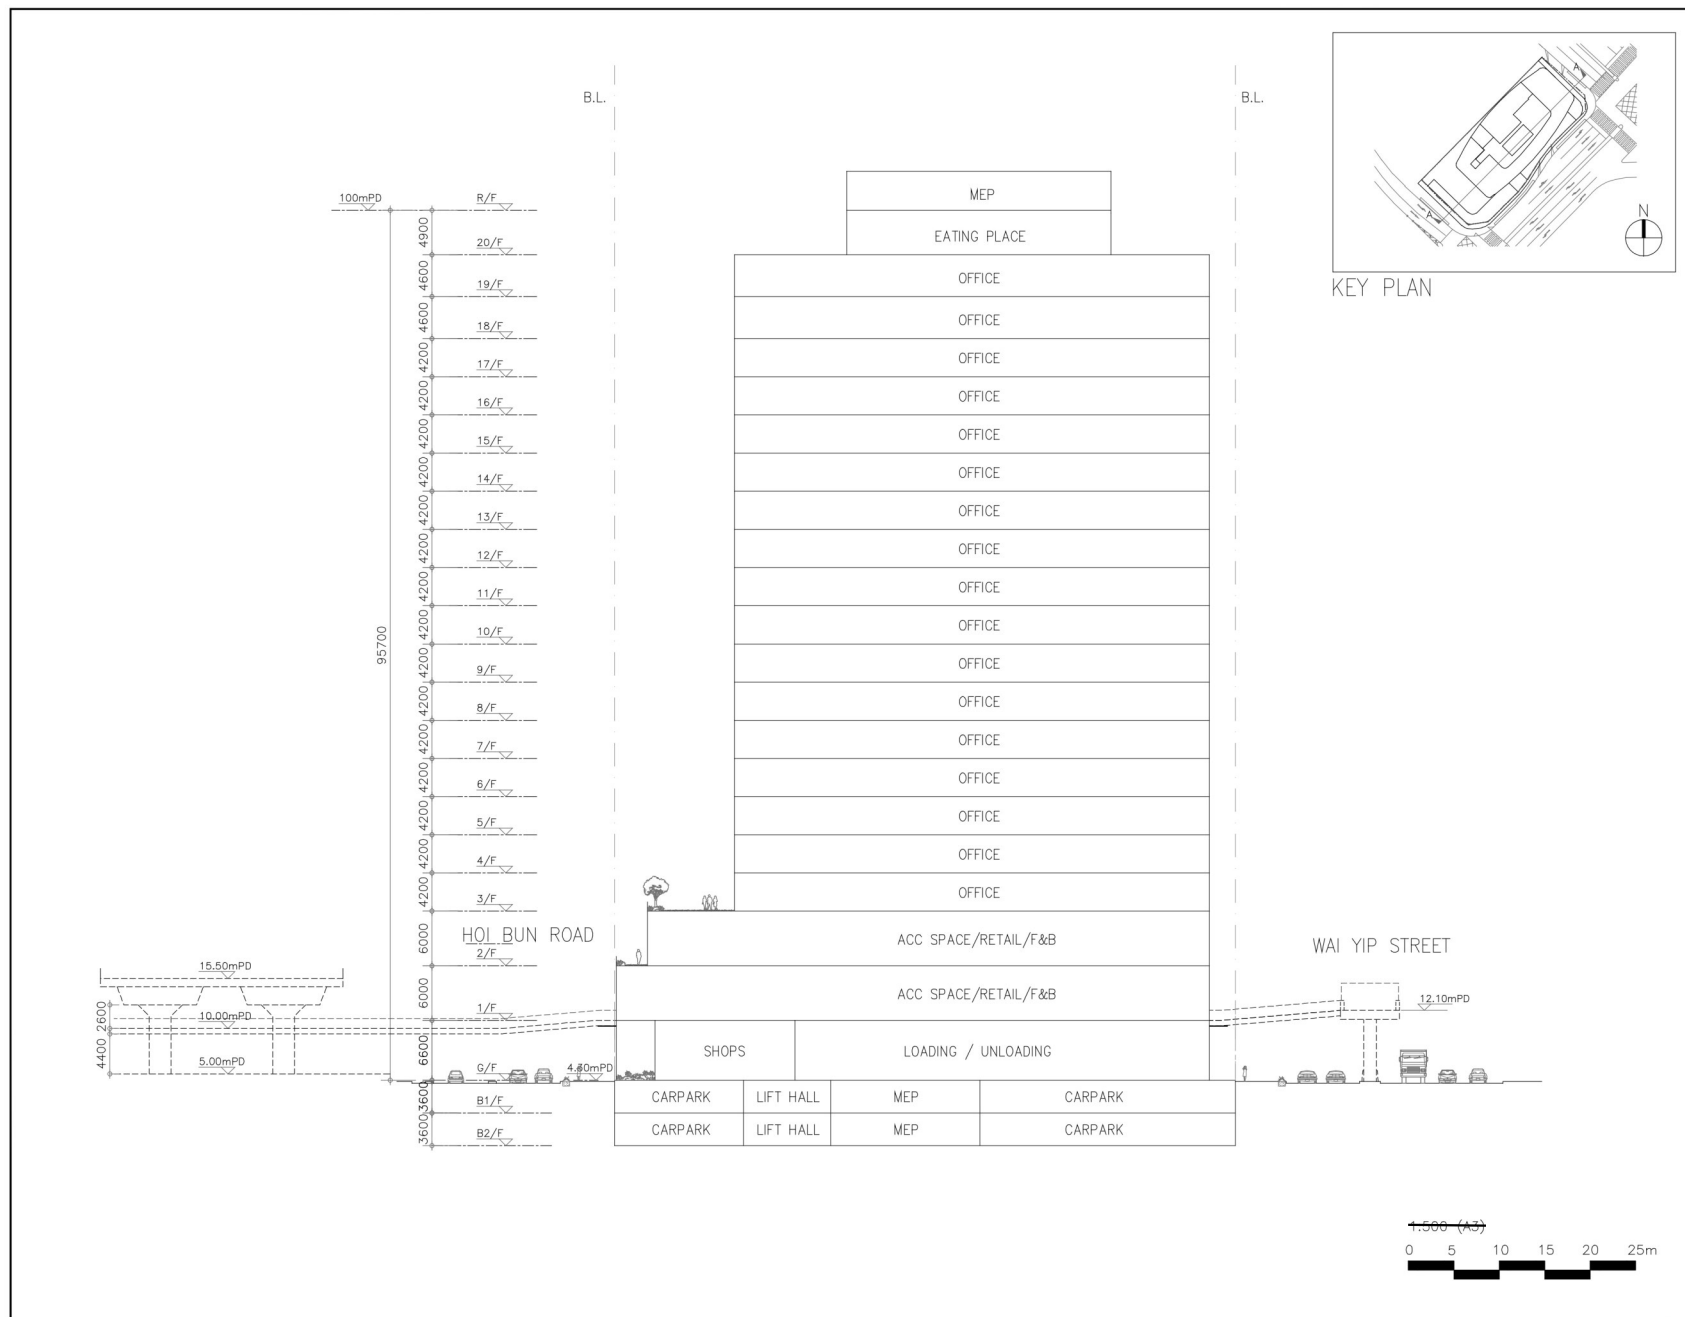 B.L.
B.L.
A
A
N
KEY PLAN
100mPD
R/F
MEP
4900
EATING PLACE
20/F
4600
OFFICE
19/F
4600
OFFICE
18/F
4200
OFFICE
17/F
4200
OFFICE
16/F
4200
OFFICE
15/F
4200
OFFICE
14/F
4200
OFFICE
13/F
4200
OFFICE
12/F
4200
OFFICE
11/F
4200
OFFICE
10/F
4200
OFFICE
9/F
4200
OFFICE
8/F
4200
OFFICE
7/F
4200
OFFICE
6/F
4200
OFFICE
5/F
4200
OFFICE
4/F
4200
OFFICE
3/F
95700
6000
HOI BUN ROAD
ACC SPACE/RETAIL/F&B
WAI YIP STREET
2/F
15.50mPD
6000
ACC SPACE/RETAIL/F&B
12.10mPD
1/F
2600
10.00mPD
4400
6600
SHOPS
LOADING / UNLOADING
5.00mPD
G/F
4.30mPD
3600
CARPARK
LIFT HALL
MEP
CARPARK
B1/F
3600
CARPARK
LIFT HALL
MEP
CARPARK
B2/F
1:500 (A3)
0 5 10 15 20 25m